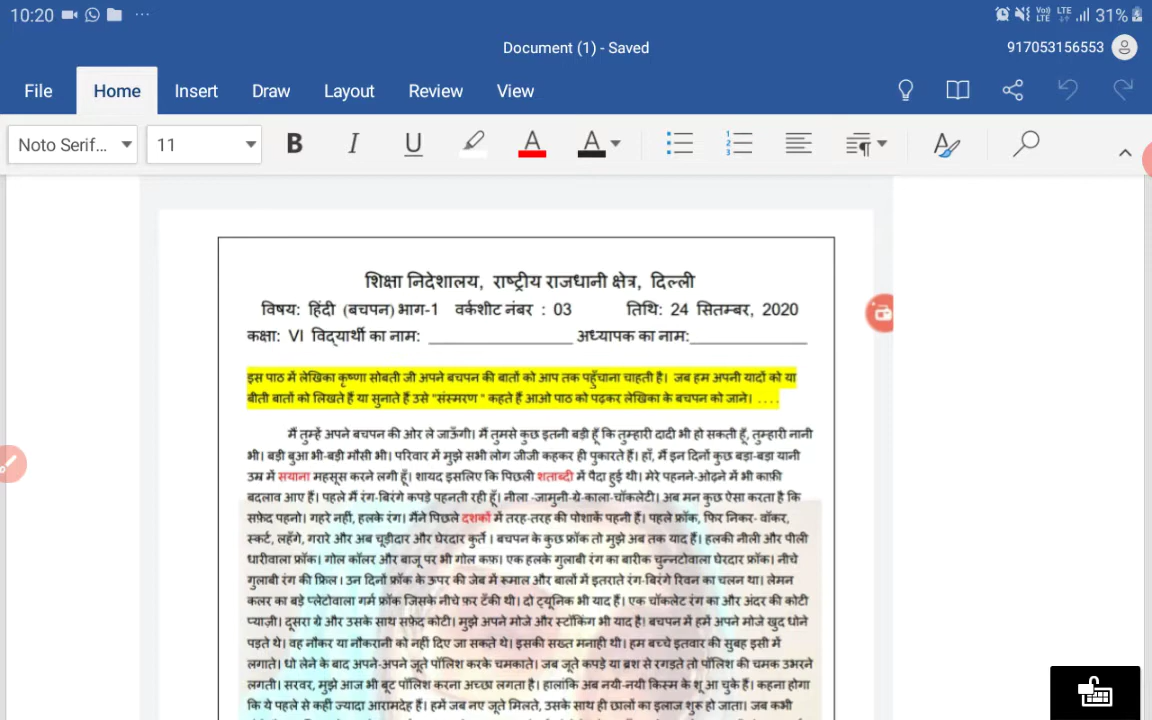 10:20 ... Vo) LTE LTE 31%
Document (1) - Saved 917053156553
File Home Insert Draw Layout Review View
Noto Serif... 11 B I U A A
शिक्षा निदेशालय, राष्ट्रीय राजधानी क्षेत्र, दिल्ली
विषय: हिंदी (बचपन) भाग-1 वर्कशीट नंबर : 03 तिथि: 24 सितम्बर, 2020
कक्षा: VI विद्यार्थी का नाम: ________________ अध्यापक का नाम:_____________
इस पाठ में लेखिका कृष्णा सोबती जी अपने बचपन की बातों को आप तक पहुँचाना चाहती है। जब हम अपनी यादों को या
बीती बातों को लिखते हैं या सुनाते हैं उसे "संस्मरण " कहते हैं आओ पाठ को पढ़कर लेखिका के बचपन को जाने। . . . .
मैं तुम्हें अपने बचपन की ओर ले जाऊँगी। मैं तुमसे कुछ इतनी बड़ी हूँ कि तुम्हारी दादी भी हो सकती हूँ, तुम्हारी नानी
भी। बड़ी बुआ भी-बड़ी मौसी भी। परिवार में मुझे सभी लोग जीजी कहकर ही पुकारते हैं। हाँ, मैं इन दिनों कुछ बड़ा-बड़ा यानी
उम्र में सयाना महसूस करने लगी हूँ। शायद इसलिए कि पिछली शताब्दी में पैदा हुई थी। मेरे पहनने-ओढ़ने में भी काफ़ी
बदलाव आए हैं। पहले मैं रंग-बिरंगे कपड़े पहनती रही हूँ। नीला -जामुनी-ग्रे-काला-चॉकलेटी। अब मन कुछ ऐसा करता है कि
सफ़ेद पहनो। गहरे नहीं, हलके रंग। मैंने पिछले दशकों में तरह-तरह की पोशाकें पहनी हैं। पहले फ्रॉक, फिर निकर- वॉकर,
स्कर्ट, लहँगे, गरारे और अब चूड़ीदार और घेरदार कुर्ते। बचपन के कुछ फ्रॉक तो मुझे अब तक याद हैं। हलकी नीली और पीली
धारीवाला फ्रॉक। गोल कॉलर और बाजू पर भी गोल कफ़। एक हलके गुलाबी रंग का बारीक चुन्नटोवाला घेरदार फ्रॉक। नीचे
गुलाबी रंग की फ्रिल। उन दिनों फ्रॉक के ऊपर की जेब में रूमाल और बालों में इतराते रंग-बिरंगे रिबन का चलन था। लेमन
कलर का बड़े प्लेटोवाला गर्म फ्रॉक जिसके नीचे फ़र टँकी थी। दो ट्यूनिक भी याद हैं। एक चॉकलेट रंग का और अंदर की कोटी
प्याज़ी। दूसरा ग्रे और उसके साथ सफ़ेद कोटी। मुझे अपने मोजे और स्टॉकिंग भी याद है। बचपन में हमें अपने मोजे खुद धोने
पड़ते थे। वह नौकर या नौकरानी को नहीं दिए जा सकते थे। इसकी सख्त मनाही थी। हम बच्चे इतवार की सुबह इसी में
लगाते। धो लेने के बाद अपने-अपने जूते पॉलिश करके चमकाते। जब जूते कपड़े या ब्रश से रगड़ते तो पॉलिश की चमक उभरने
लगती। सरवर, मुझे आज भी बूट पॉलिश करना अच्छा लगता है। हालांकि अब नयी-नयी किस्म के शू आ चुके हैं। कहना होगा
कि ये पहले से कहीं ज्यादा आरामदेह हैं। हमें जब नए जूते मिलते, उसके साथ ही छालों का इलाज शुरू हो जाता। जब कभी